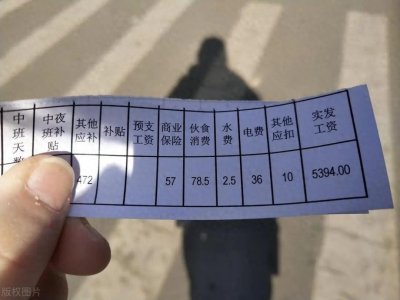 中班天数 中夜班补贴 其他应补 补贴 预支工资 商业保险 伙食消费 水费 电费 其他应扣 实发工资
472 57 78.5 2.5 36 10 5394.00
版权图片